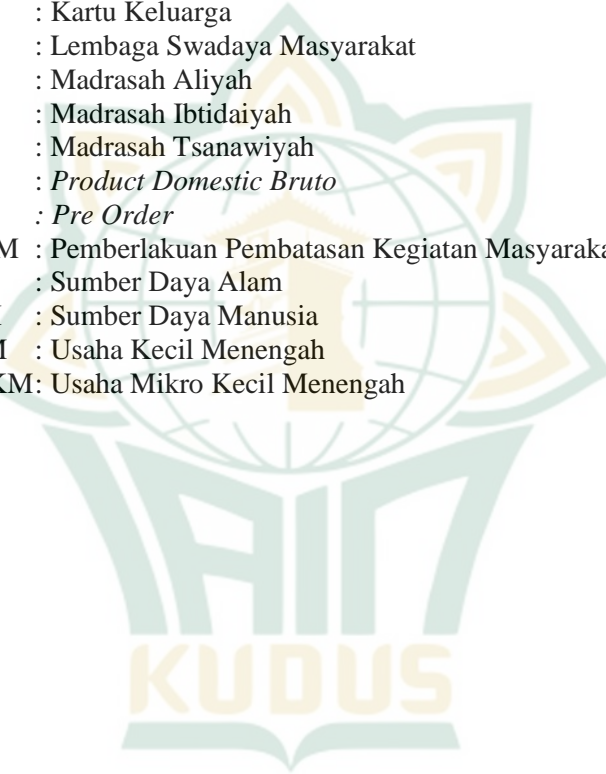 : Kartu Keluarga
: Lembaga Swadaya Masyarakat
: Madrasah Aliyah
: Madrasah Ibtidaiyah
: Madrasah Tsanawiyah
: Product Domestic Bruto
: Pre Order
M : Pemberlakuan Pembatasan Kegiatan Masyaraka
: Sumber Daya Alam
: Sumber Daya Manusia
M : Usaha Kecil Menengah
KM: Usaha Mikro Kecil Menengah
IAIN
KUDUS